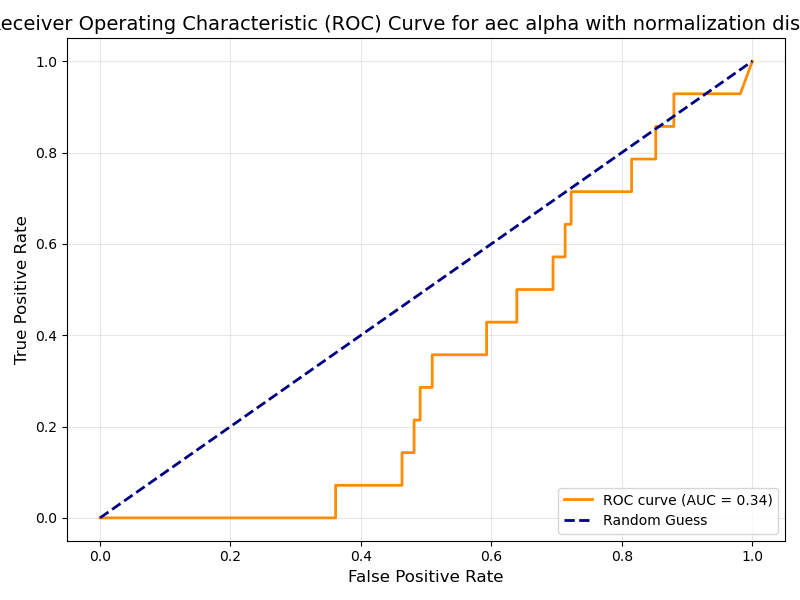 eceiver Operating Characteristic (ROC) Curve for aec alpha with normalization dis
1.0
0.8
0.6
0.4
0.2
0.0
True Positive Rate
0.0 0.2 0.4 0.6 0.8 1.0
False Positive Rate
ROC curve (AUC = 0.34)
Random Guess